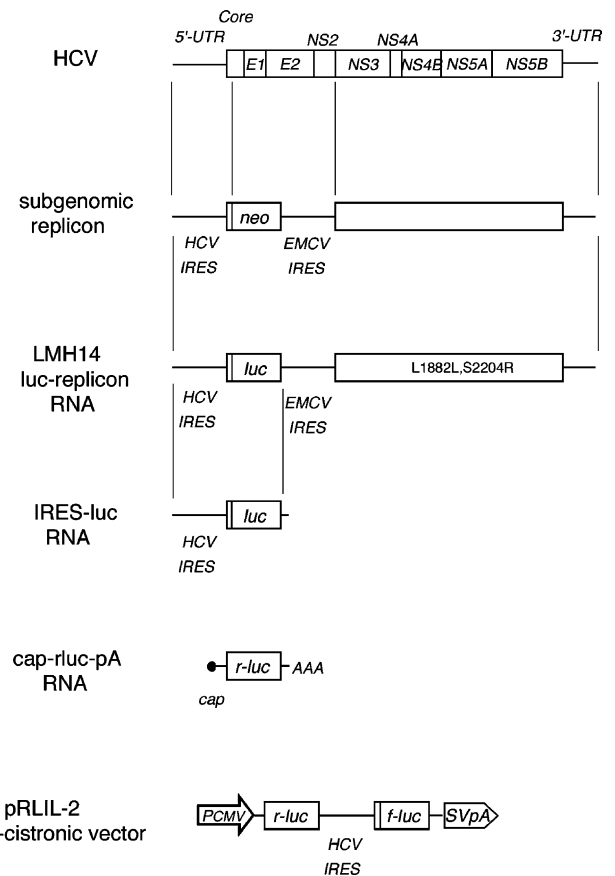 Core
5'-UTR
NS2
NS4A
3'-UTR
HCV
E1 E2 NS3 NS4B NS5A NS5B
subgenomic
replicon
neo
HCV
IRES
EMCV
IRES
LMH14
luc-replicon
RNA
luc
L1882L,S2204R
HCV
IRES
EMCV
IRES
IRES-luc
RNA
luc
HCV
IRES
cap-rluc-pA
RNA
r-luc
AAA
cap
pRLIL-2
-cistronic vector
PCMV
r-luc
f-luc
SVpA
HCV
IRES